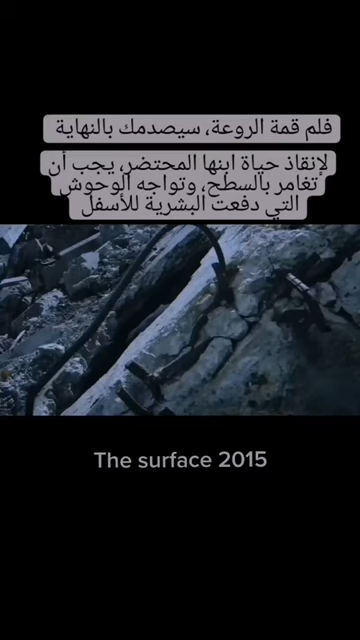 فلم قمة الروعة، سيصدمك بالنهاية
لإنقاذ حياة ابنها المحتضر، يجب أن
تغامر بالسطح، وتواجه الوحوش
التي دفعت البشرية للأسفل
The surface 2015